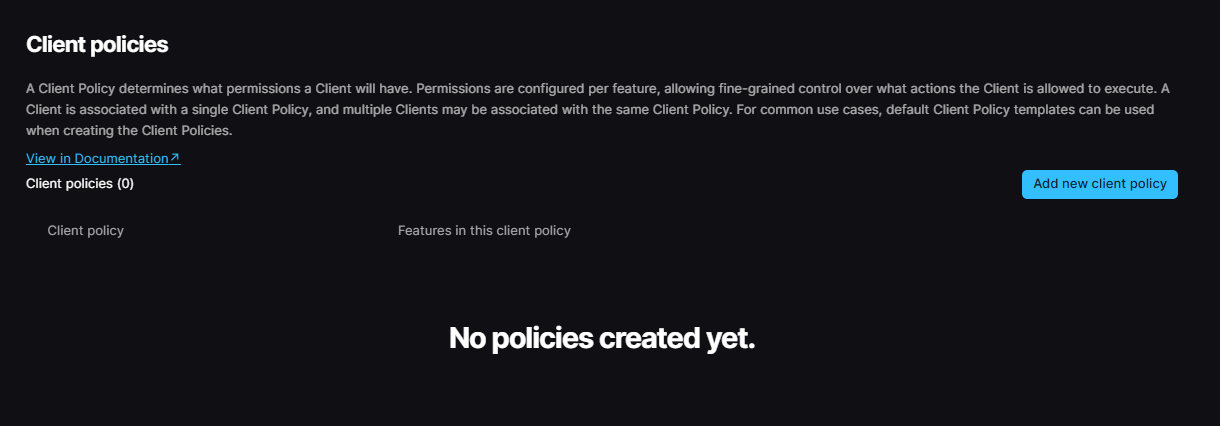 Client policies
A Client Policy determines what permissions a Client will have. Permissions are configured per feature, allowing fine-grained control over what actions the Client is allowed to execute. A
Client is associated with a single Client Policy, and multiple Clients may be associated with the same Client Policy. For common use cases, default Client Policy templates can be used
when creating the Client Policies.
View in Documentation↗
Client policies (0)
Add new client policy
Client policy
Features in this client policy
No policies created yet.